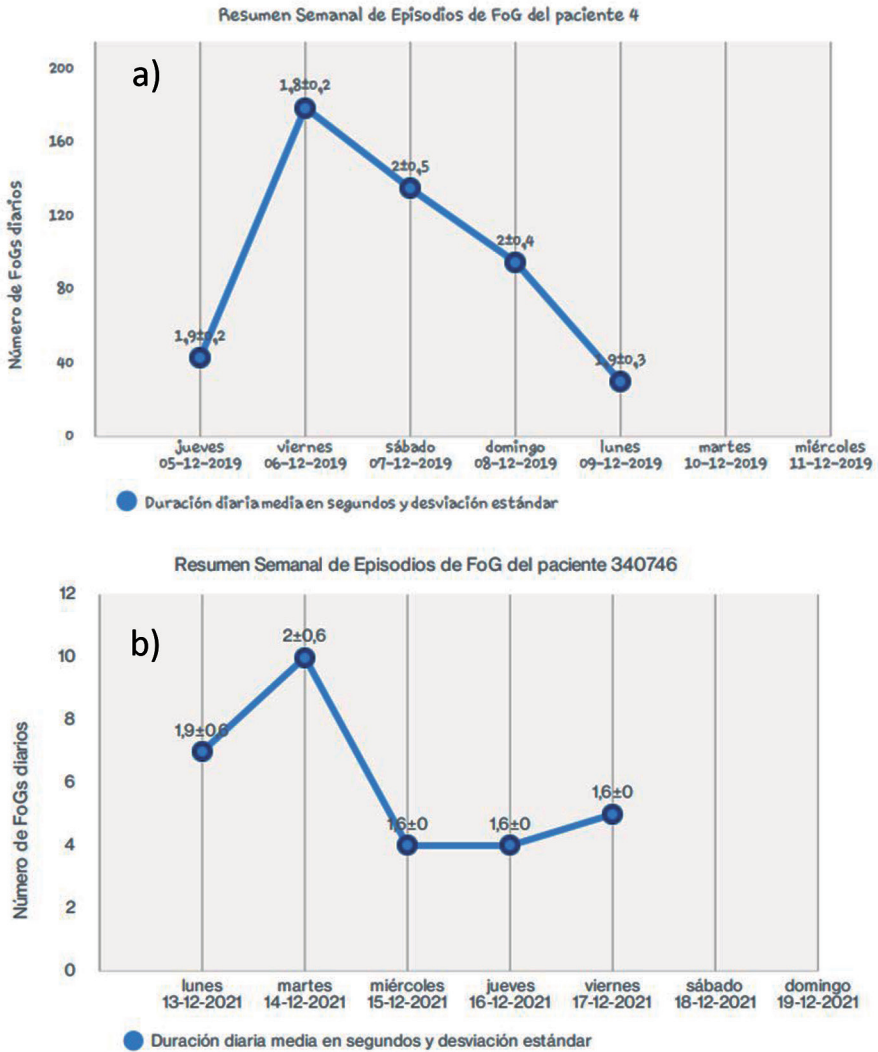 Resumen Semanal de Episodios de FoG del paciente 4
a)
Número de FoGs diarios
200
160
120
80
40
0
1,9±0,2
1,8±0,2
2±0,5
2±0,4
1,9±0,3
jueves viernes sábado domingo lunes martes miércoles
05-12-2019 06-12-2019 07-12-2019 08-12-2019 09-12-2019 10-12-2019 11-12-2019
Duración diaria media en segundos y desviación estándar
Resumen Semanal de Episodios de FoG del paciente 340746
b)
Número de FoGs diarios
12
10
8
6
4
2
0
1,9±0,6
2±0,6
1,6±0
1,6±0
1,6±0
lunes martes miércoles jueves viernes sábado domingo
13-12-2021 14-12-2021 15-12-2021 16-12-2021 17-12-2021 18-12-2021 19-12-2021
Duración diaria media en segundos y desviación estándar